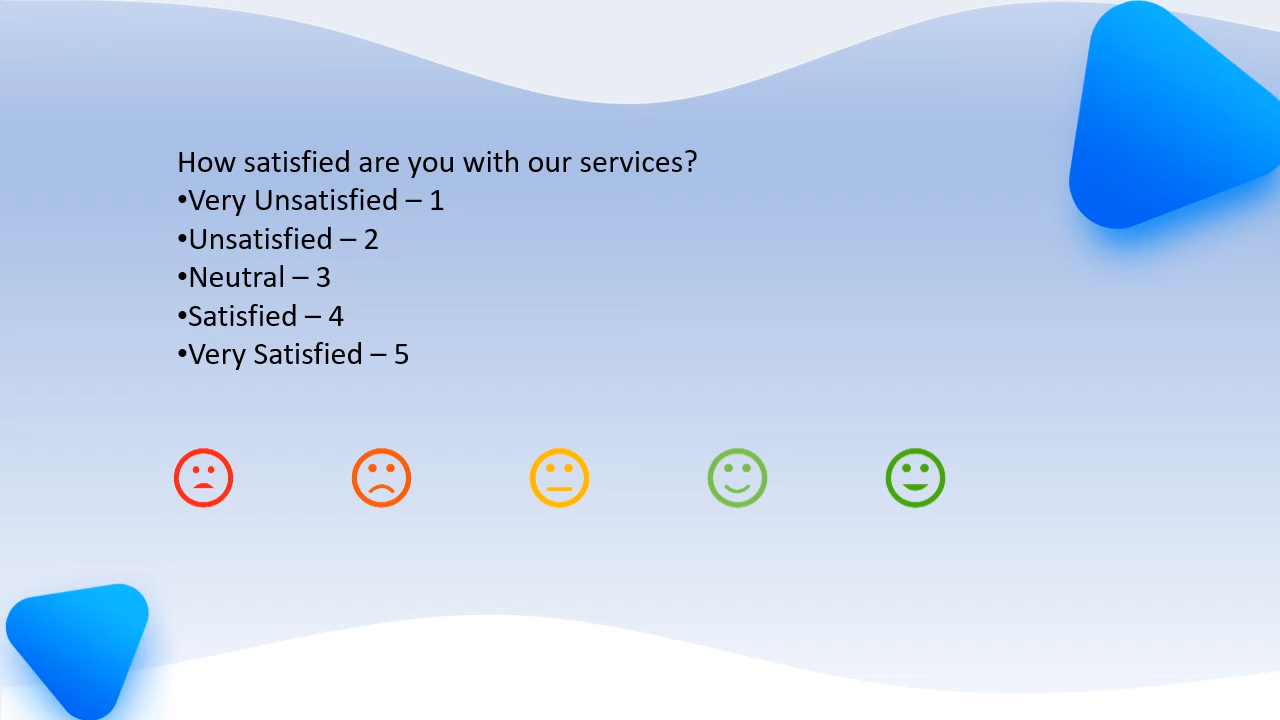 How satisfied are you with our services?
•Very Unsatisfied – 1
•Unsatisfied – 2
•Neutral – 3
•Satisfied – 4
•Very Satisfied – 5